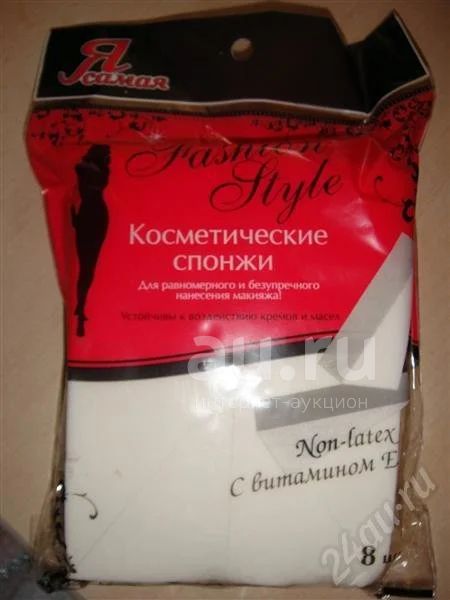 Я
самая
Fashion
Style
Косметические
спонжи
Для равномерного и безупречного
нанесения макияжа!
Устойчивы к воздействию кремов и масел
au.ru
интернет-аукцион
Non-latex
С витамином Е
8
24au.ru